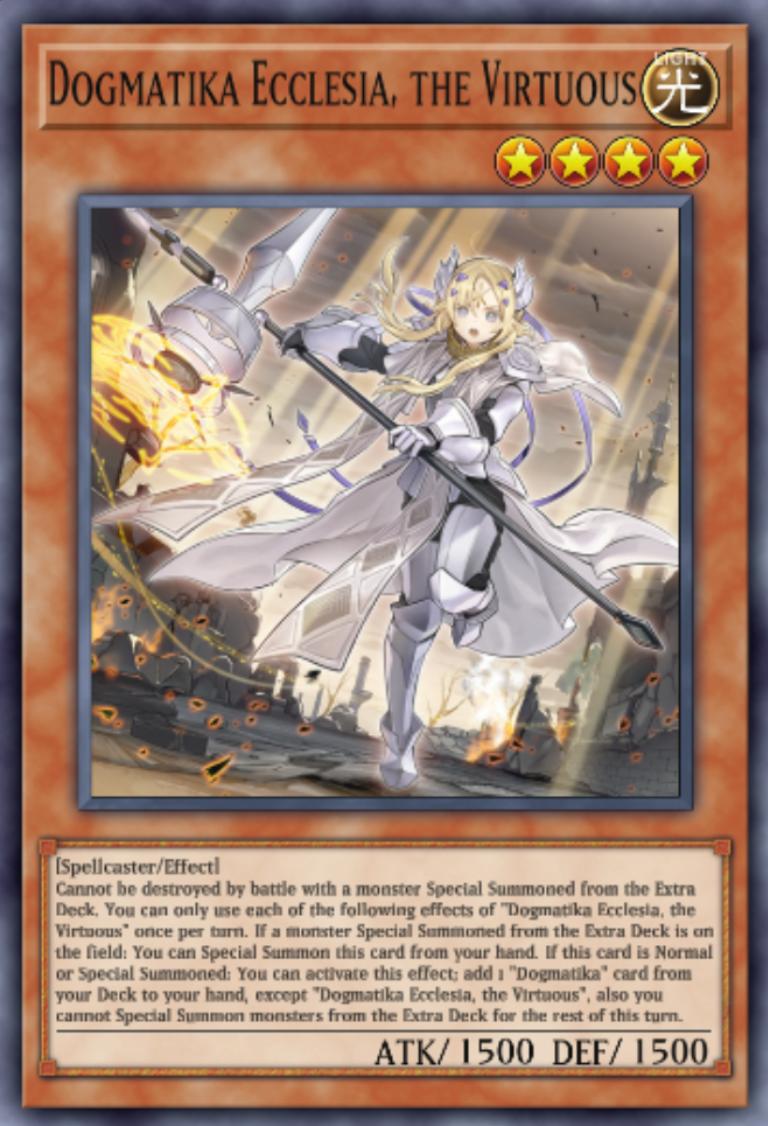 DOGMATIKA ECCLESIA, THE VIRTUOUS
LIGHT
光
[Spellcaster/Effect]
Cannot be destroyed by battle with a monster Special Summoned from the Extra
Deck. You can only use each of the following effects of "Dogmatika Ecclesia, the
Virtuous" once per turn. If a monster Special Summoned from the Extra Deck is on
the field: You can Special Summon this card from your hand. If this card is Normal
or Special Summoned: You can activate this effect; add 1 "Dogmatika" card from
your Deck to your hand, except "Dogmatika Ecclesia, the Virtuous", also you
cannot Special Summon monsters from the Extra Deck for the rest of this turn.
ATK/ 1500 DEF/ 1500